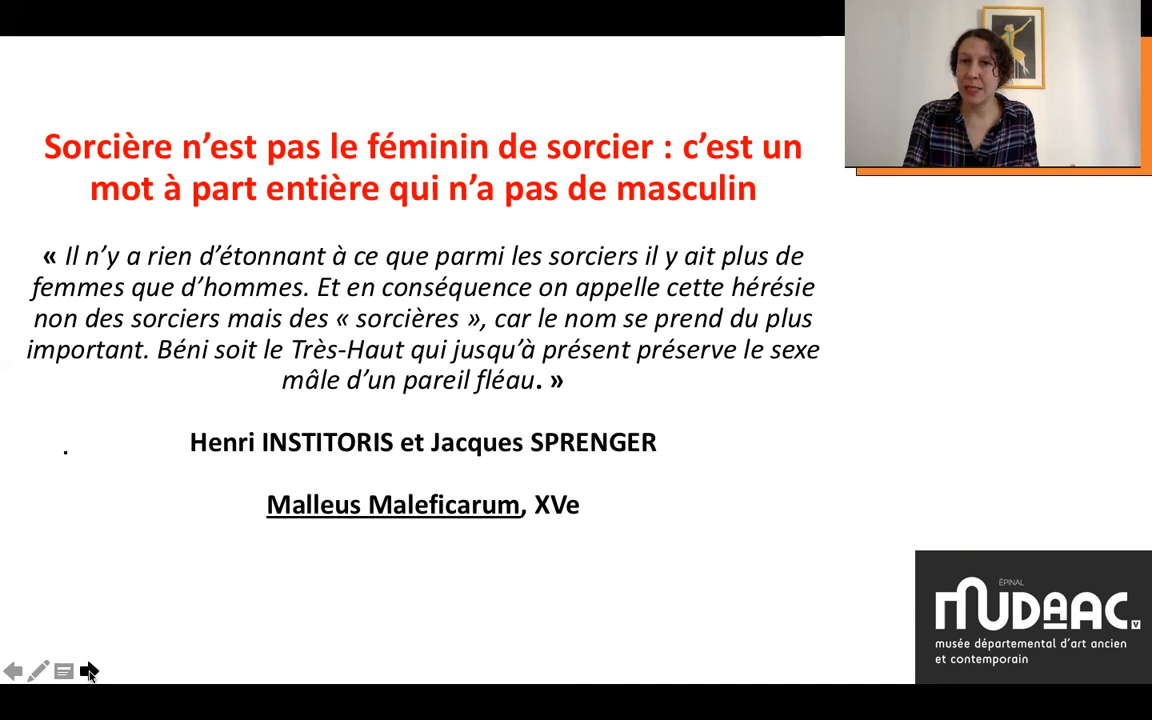 Sorcière n’est pas le féminin de sorcier : c’est un
mot à part entière qui n’a pas de masculin
« Il n’y a rien d’étonnant à ce que parmi les sorciers il y ait plus de
femmes que d’hommes. Et en conséquence on appelle cette hérésie
non des sorciers mais des « sorcières », car le nom se prend du plus
important. Béni soit le Très-Haut qui jusqu’à présent préserve le sexe
mâle d’un pareil fléau. »
.
Henri INSTITORIS et Jacques SPRENGER
Malleus Maleficarum, XVe
ÉPINAL
MUDAAC
V
musée départemental d’art ancien
et contemporain